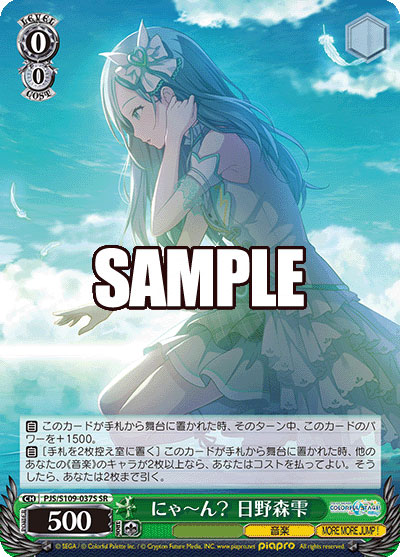 LEVEL
0
0
COST
SAMPLE
自 このカードが手札から舞台に置かれた時、そのターン中、このカードのパ
ワーを+1500。
自 [手札を2枚控え室に置く] このカードが手札から舞台に置かれた時、他
のあなたの《音楽》のキャラが2枚以上なら、あなたはコストを払ってよい。そう
したら、あなたは2枚まで引く。
CH PJS/S109-037S SR
500
にゃ〜ん? 日野森雫
COLORFUL STAGE!
音楽
MORE MORE JUMP!
© SEGA / © Colorful Palette Inc. / © Crypton Future Media, INC. www.piapro.net piapro All rights reserved.